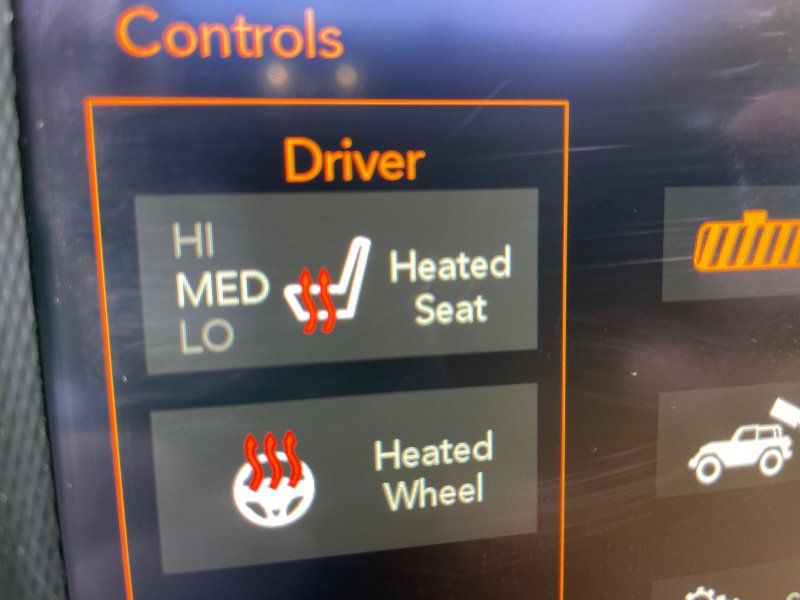 Controls
Driver
HI
MED
LO
Heated
Seat
Heated
Wheel